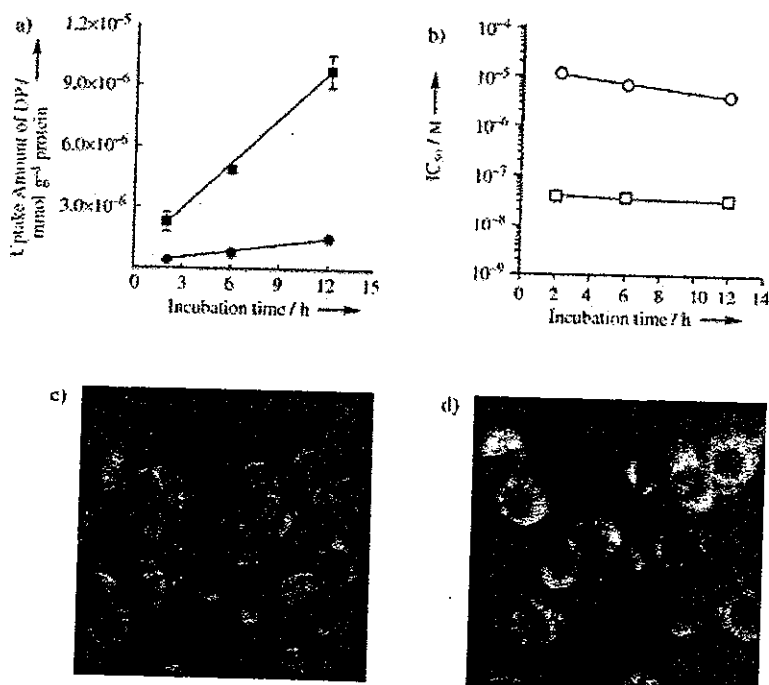 a)
1.2×10⁻⁵
9.0×10⁻⁶
6.0×10⁻⁶
3.0×10⁻⁶
Uptake Amount of DP /
mmol g⁻¹ protein
0 3 6 9 12 15
Incubation time / h
b)
10⁻⁴
10⁻⁵
10⁻⁶
10⁻⁷
10⁻⁸
10⁻⁹
IC₅₀ / M
0 2 4 6 8 10 12 14
Incubation time / h
c)
d)